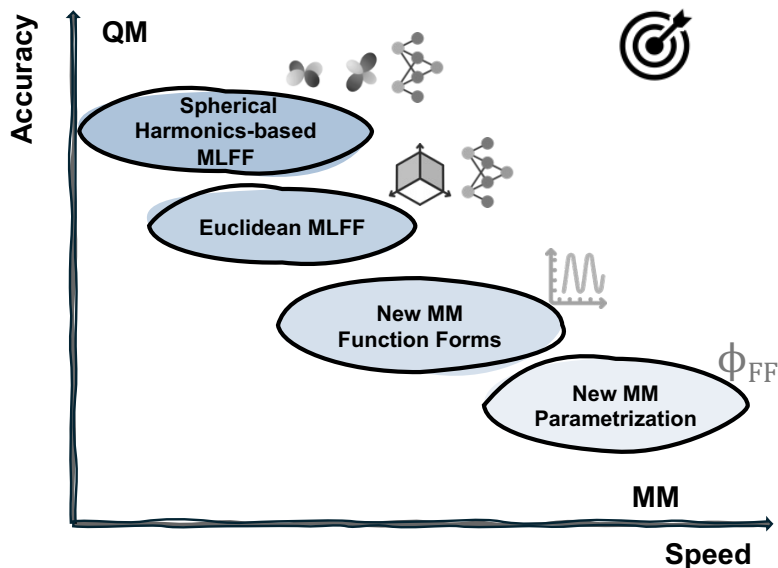 Accuracy
QM
Spherical
Harmonics-based
MLFF
Euclidean MLFF
New MM
Function Forms
ϕFF
New MM
Parametrization
MM
Speed